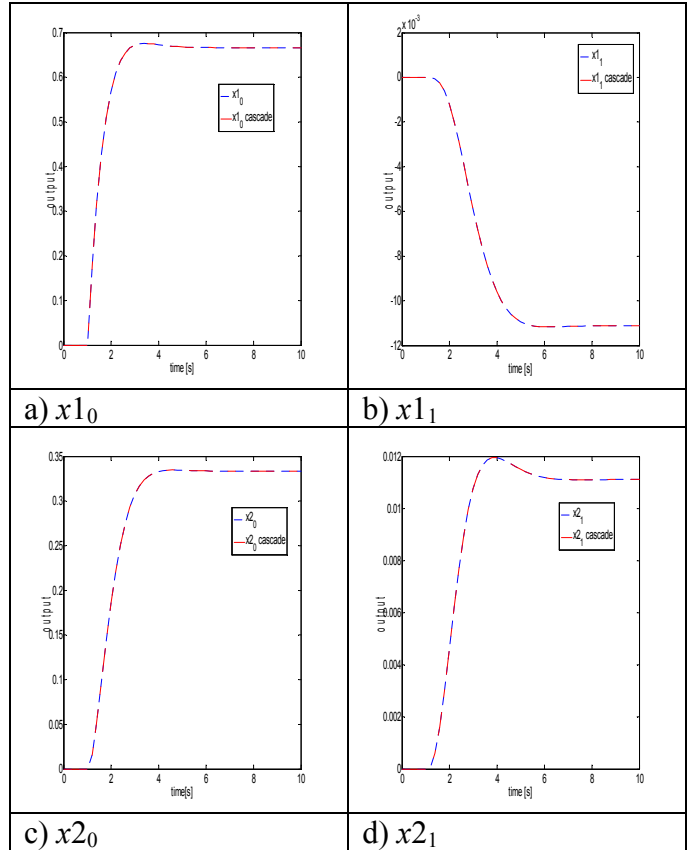 0.7
0.6
0.5
0.4
0.3
0.2
0.1
0
0 2 4 6 8 10
output
time [s]
x1₀
x1₀ cascade
x 10⁻³
2
0
-2
-4
-6
-8
-10
-12
0 2 4 6 8 10
output
time [s]
x1₁
x1₁ cascade
a) x1₀
b) x1₁
0.35
0.3
0.25
0.2
0.15
0.1
0.05
0
0 2 4 6 8 10
output
time[s]
x2₀
x2₀ cascade
0.012
0.01
0.008
0.006
0.004
0.002
0
0 2 4 6 8 10
output
time [s]
x2₁
x2₁ cascade
c) x2₀
d) x2₁